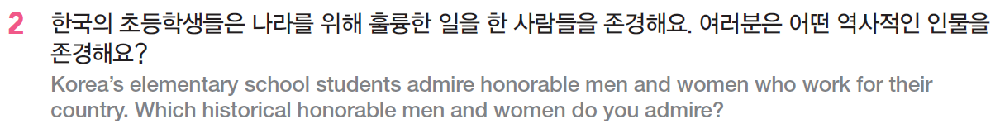 2 한국의 초등학생들은 나라를 위해 훌륭한 일을 한 사람들을 존경해요. 여러분은 어떤 역사적인 인물을
존경해요?
Korea's elementary school students admire honorable men and women who work for their
country. Which historical honorable men and women do you admire?